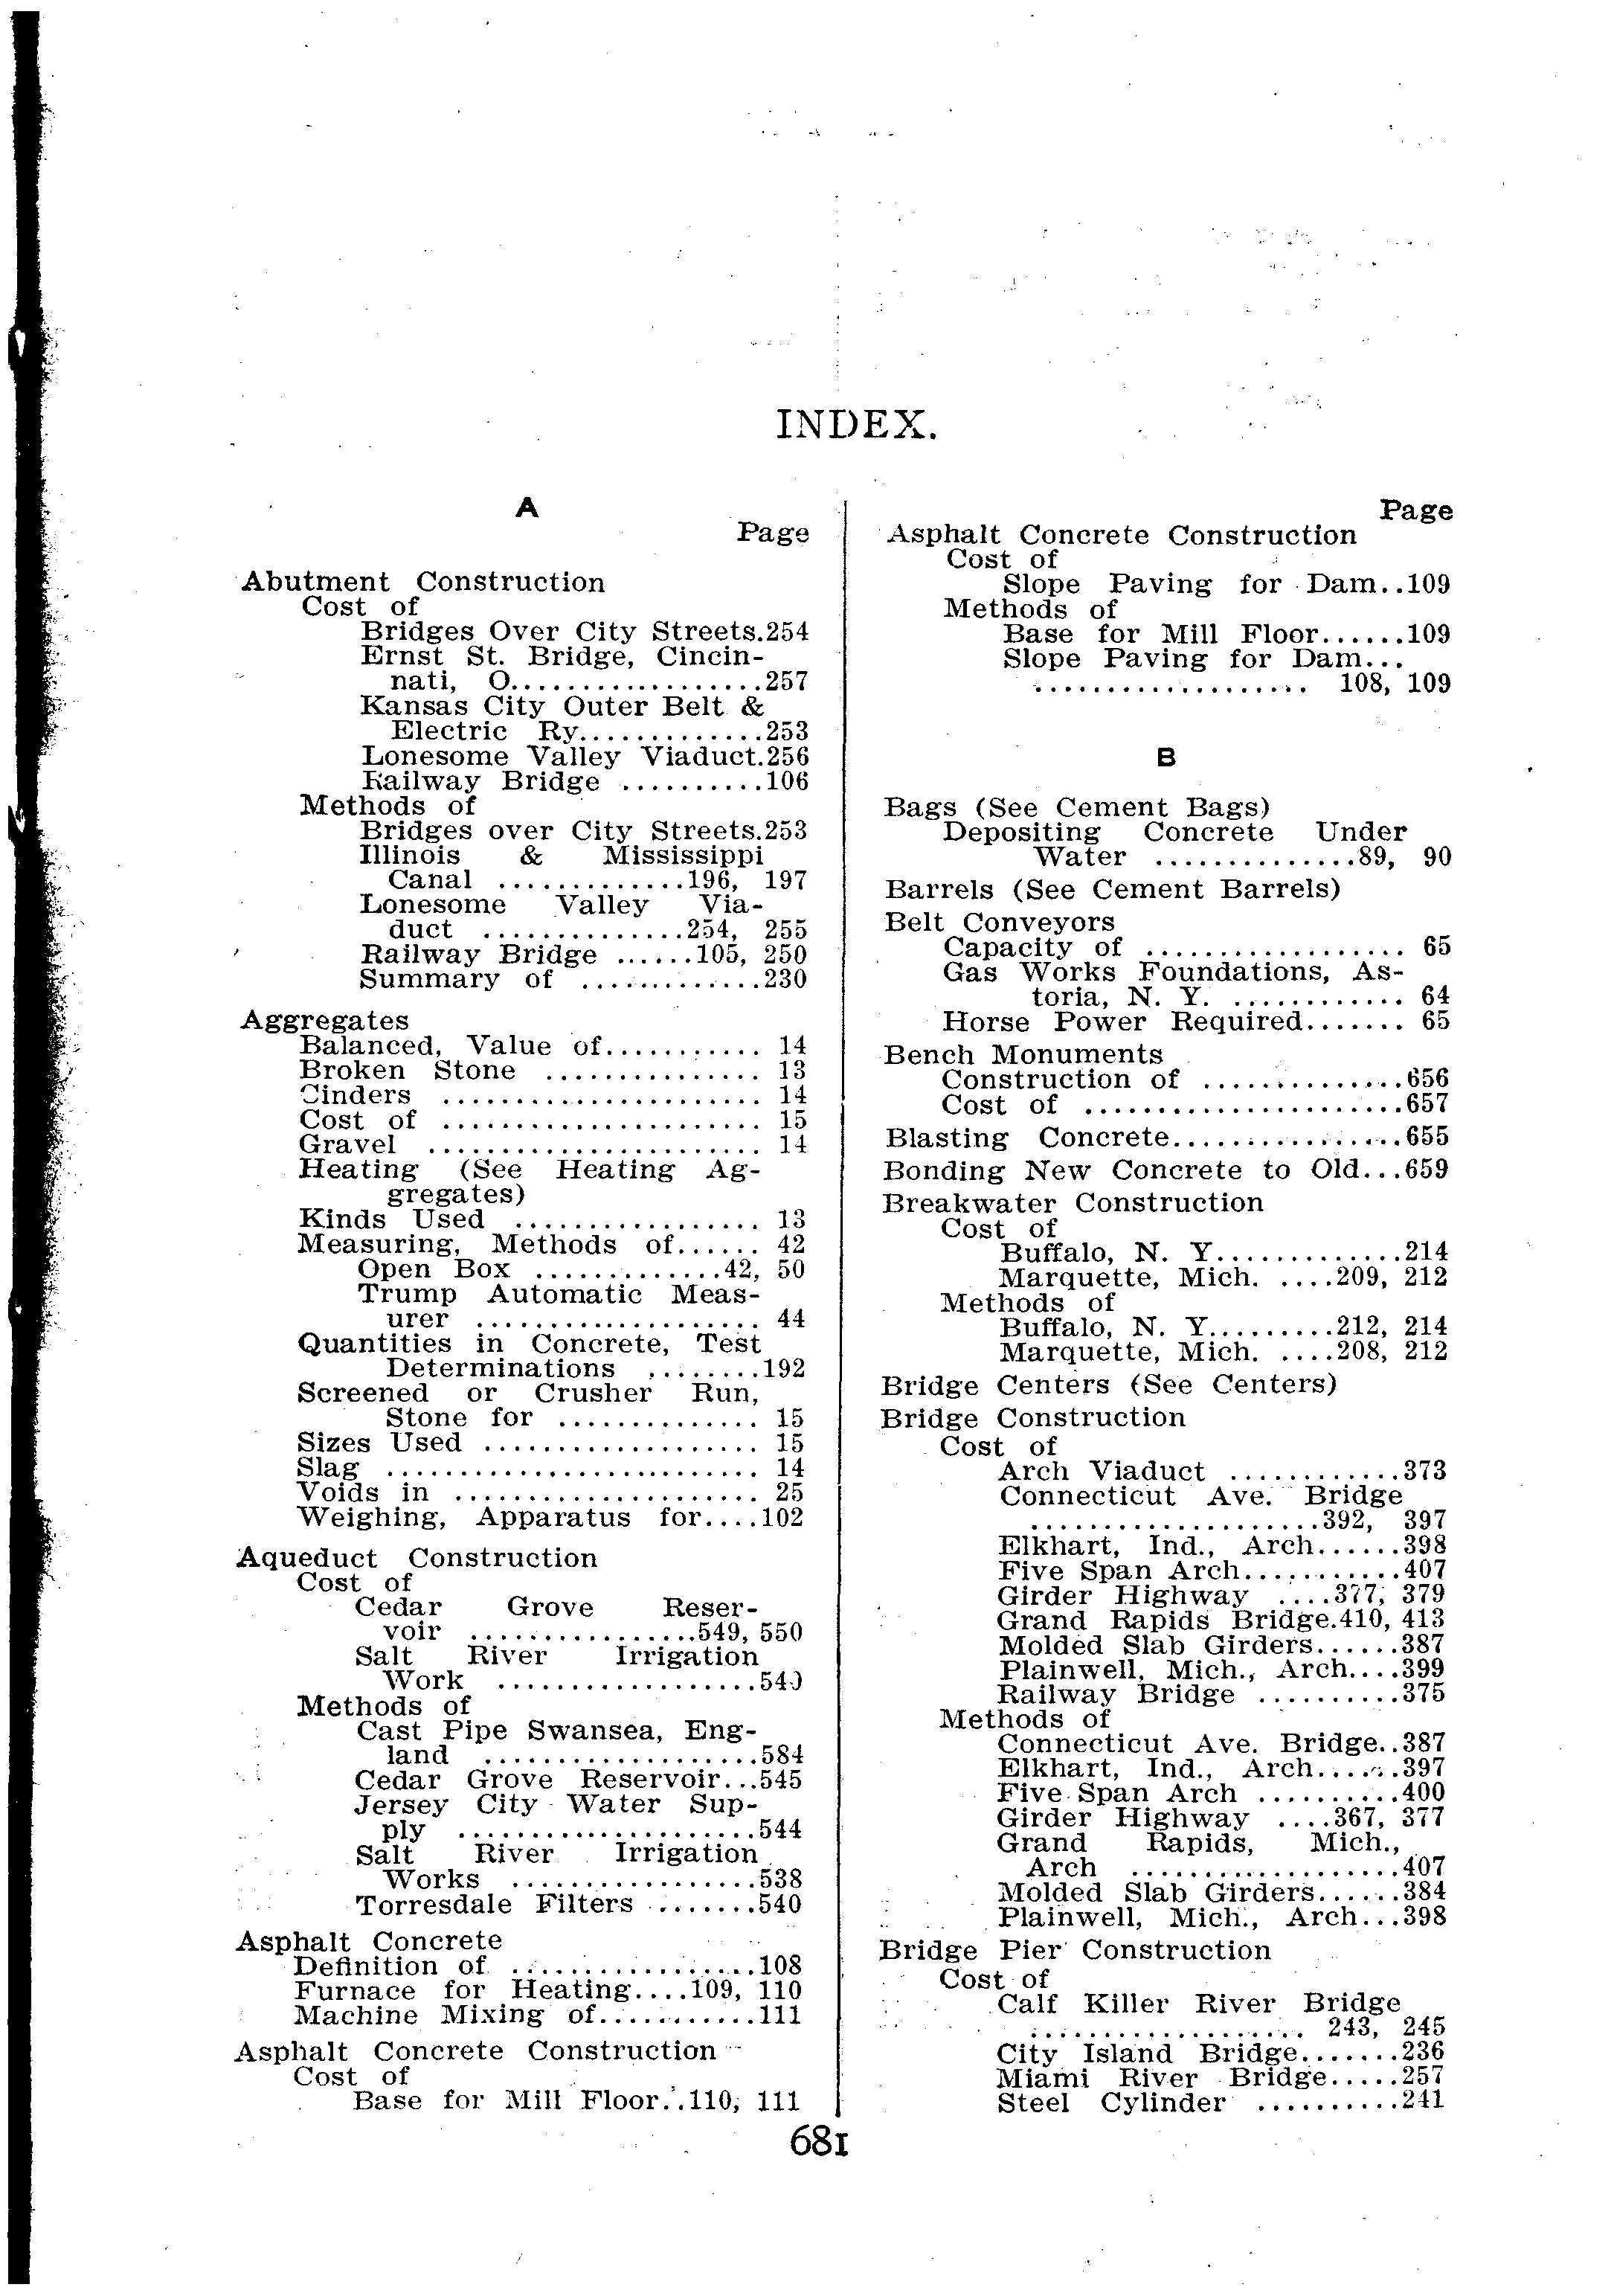 INDEX.
A
Page
Abutment Construction
Cost of
Bridges Over City Streets.254
Ernst St. Bridge, Cincin-
nati, O..................257
Kansas City Outer Belt &
Electric Ry.............253
Lonesome Valley Viaduct.256
Railway Bridge ..........106
Methods of
Bridges over City Streets.253
Illinois & Mississippi
Canal .............196, 197
Lonesome Valley Via-
duct ..............254, 255
Railway Bridge ......105, 250
Summary of .............230
Aggregates
Balanced, Value of........... 14
Broken Stone ............... 13
Cinders ...................... 14
Cost of ...................... 15
Gravel ....................... 14
Heating (See Heating Ag-
gregates)
Kinds Used ................. 13
Measuring, Methods of...... 42
Open Box .............42, 50
Trump Automatic Meas-
urer .................... 44
Quantities in Concrete, Test
Determinations ........192
Screened or Crusher Run,
Stone for .............. 15
Sizes Used ................... 15
Slag .......................... 14
Voids in ..................... 25
Weighing, Apparatus for....102
Aqueduct Construction
Cost of
Cedar Grove Reser-
voir ................549, 550
Salt River Irrigation
Work ..................54
Methods of
Cast Pipe Swansea, Eng-
land ...................584
Cedar Grove Reservoir...545
Jersey City Water Sup-
ply ....................544
Salt River Irrigation
Works .................538
Torresdale Filters .......540
Asphalt Concrete
Definition of .................108
Furnace for Heating....109, 110
Machine Mixing of...........111
Asphalt Concrete Construction
Cost of
Base for Mill Floor..110, 111
Page
Asphalt Concrete Construction
Cost of
Slope Paving for Dam..109
Methods of
Base for Mill Floor......109
Slope Paving for Dam...
................... 108, 109
B
Bags (See Cement Bags)
Depositing Concrete Under
Water ..............89, 90
Barrels (See Cement Barrels)
Belt Conveyors
Capacity of .................. 65
Gas Works Foundations, As-
toria, N. Y. ............ 64
Horse Power Required....... 65
Bench Monuments
Construction of ..............656
Cost of ......................657
Blasting Concrete................655
Bonding New Concrete to Old...659
Breakwater Construction
Cost of
Buffalo, N. Y.............214
Marquette, Mich. ....209, 212
Methods of
Buffalo, N. Y.........212, 214
Marquette, Mich. ....208, 212
Bridge Centers (See Centers)
Bridge Construction
Cost of
Arch Viaduct ............373
Connecticut Ave. Bridge
....................392, 397
Elkhart, Ind., Arch......398
Five Span Arch...........407
Girder Highway ....377, 379
Grand Rapids Bridge.410, 413
Molded Slab Girders......387
Plainwell, Mich., Arch....399
Railway Bridge ..........375
Methods of
Connecticut Ave. Bridge..387
Elkhart, Ind., Arch......397
Five Span Arch ..........400
Girder Highway ....367, 377
Grand Rapids, Mich.,
Arch ..................407
Molded Slab Girders......384
Plainwell, Mich., Arch...398
Bridge Pier Construction
Cost of
Calf Killer River Bridge
................... 243, 245
City Island Bridge.......236
Miami River Bridge.....257
Steel Cylinder ..........241
681